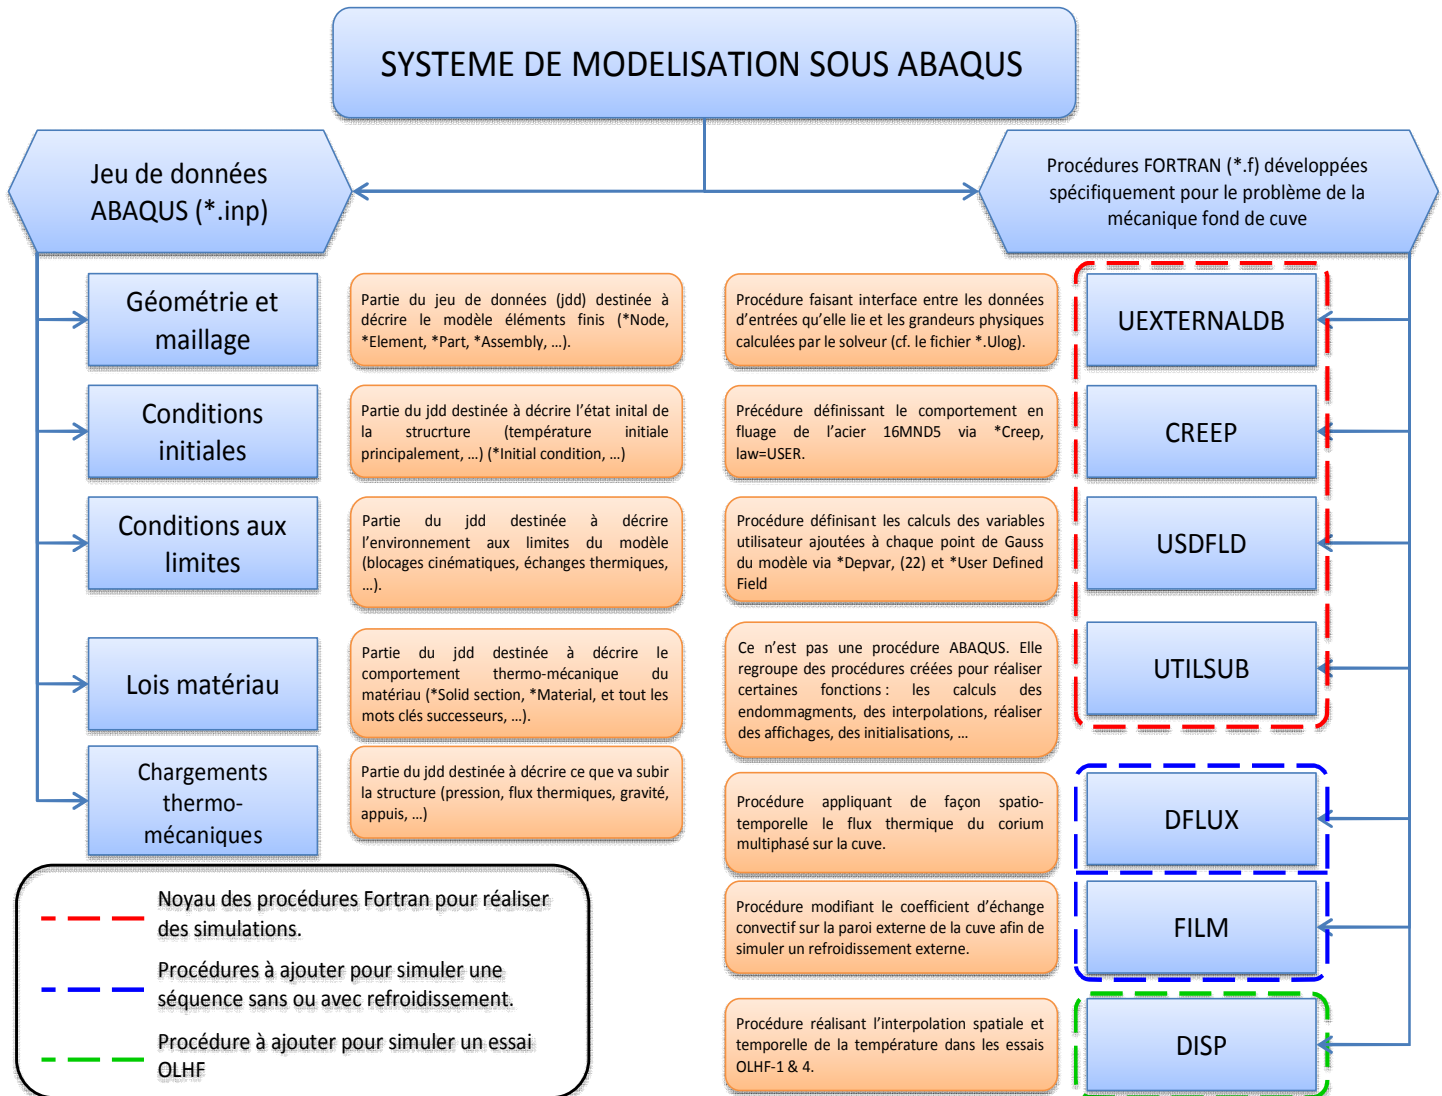 SYSTEME DE MODELISATION SOUS ABAQUS
Jeu de données
ABAQUS (*.inp)
Procédures FORTRAN (*.f) développées
spécifiquement pour le problème de la
mécanique fond de cuve
Géométrie et
maillage
Partie du jeu de données (jdd) destinée à
décrire le modèle éléments finis (*Node,
*Element, *Part, *Assembly, ...).
Procédure faisant interface entre les données
d'entrées qu'elle lie et les grandeurs physiques
calculées par le solveur (cf. le fichier *.Ulog).
UEXTERNALDB
Conditions
initiales
Partie du jdd destinée à décrire l'état inital de
la strucrture (température initiale
principalement, ...) (*Initial condition, ...)
Précédure définissant le comportement en
fluage de l'acier 16MND5 via *Creep,
law=USER.
CREEP
Conditions aux
limites
Partie du jdd destinée à décrire
l'environnement aux limites du modèle
(blocages cinématiques, échanges thermiques,
...).
Procédure définisant les calculs des variables
utilisateur ajoutées à chaque point de Gauss
du modèle via *Depvar, (22) et *User Defined
Field
USDFLD
Lois matériau
Partie du jdd destinée à décrire le
comportement thermo-mécanique du
matériau (*Solid section, *Material, et tout les
mots clés successeurs, ...).
Ce n'est pas une procédure ABAQUS. Elle
regroupe des procédures créées pour réaliser
certaines fonctions : les calculs des
endommagments, des interpolations, réaliser
des affichages, des initialisations, ...
UTILSUB
Chargements
thermo-
mécaniques
Partie du jdd destinée à décrire ce que va subir
la structure (pression, flux thermiques, gravité,
appuis, ...)
Procédure appliquant de façon spatio-
temporelle le flux thermique du corium
multiphasé sur la cuve.
DFLUX
Procédure modifiant le coefficient d'échange
convectif sur la paroi externe de la cuve afin de
simuler un refroidissement externe.
FILM
Procédure réalisant l'interpolation spatiale et
temporelle de la température dans les essais
OLHF-1 & 4.
DISP
Noyau des procédures Fortran pour réaliser
des simulations.
Procédures à ajouter pour simuler une
séquence sans ou avec refroidissement.
Procédure à ajouter pour simuler un essai
OLHF